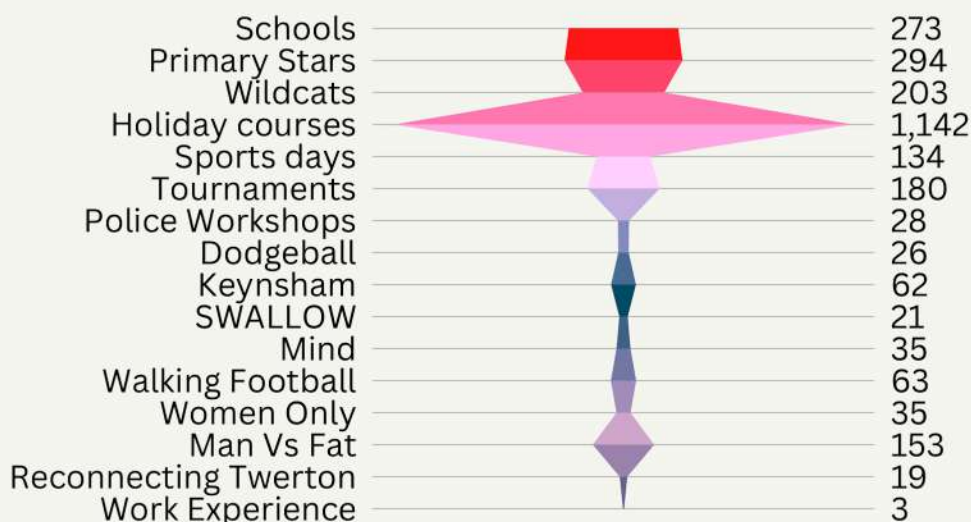 Schools 273
Primary Stars 294
Wildcats 203
Holiday courses 1,142
Sports days 134
Tournaments 180
Police Workshops 28
Dodgeball 26
Keynsham 62
SWALLOW 21
Mind 35
Walking Football 63
Women Only 35
Man Vs Fat 153
Reconnecting Twerton 19
Work Experience 3